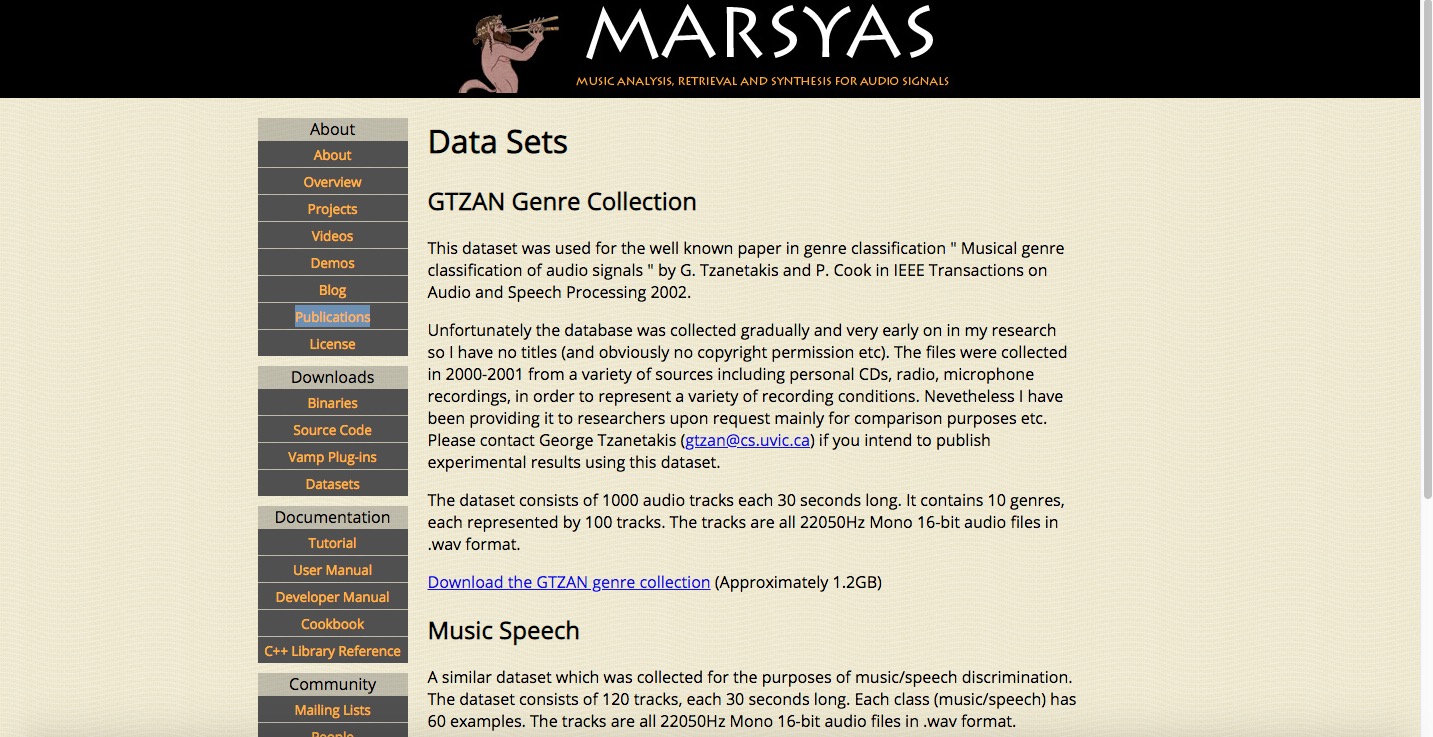 MARSYAS
MUSIC ANALYSIS, RETRIEVAL AND SYNTHESIS FOR AUDIO SIGNALS
About
About
Overview
Projects
Videos
Demos
Blog
Publications
License
Downloads
Binaries
Source Code
Vamp Plug-ins
Datasets
Documentation
Tutorial
User Manual
Developer Manual
Cookbook
C++ Library Reference
Community
Mailing Lists
People
Data Sets
GTZAN Genre Collection
This dataset was used for the well known paper in genre classification " Musical genre
classification of audio signals " by G. Tzanetakis and P. Cook in IEEE Transactions on
Audio and Speech Processing 2002.
Unfortunately the database was collected gradually and very early on in my research
so I have no titles (and obviously no copyright permission etc). The files were collected
in 2000-2001 from a variety of sources including personal CDs, radio, microphone
recordings, in order to represent a variety of recording conditions. Nevetheless I have
been providing it to researchers upon request mainly for comparison purposes etc.
Please contact George Tzanetakis (gtzan@cs.uvic.ca) if you intend to publish
experimental results using this dataset.
The dataset consists of 1000 audio tracks each 30 seconds long. It contains 10 genres,
each represented by 100 tracks. The tracks are all 22050Hz Mono 16-bit audio files in
.wav format.
Download the GTZAN genre collection (Approximately 1.2GB)
Music Speech
A similar dataset which was collected for the purposes of music/speech discrimination.
The dataset consists of 120 tracks, each 30 seconds long. Each class (music/speech) has
60 examples. The tracks are all 22050Hz Mono 16-bit audio files in .wav format.